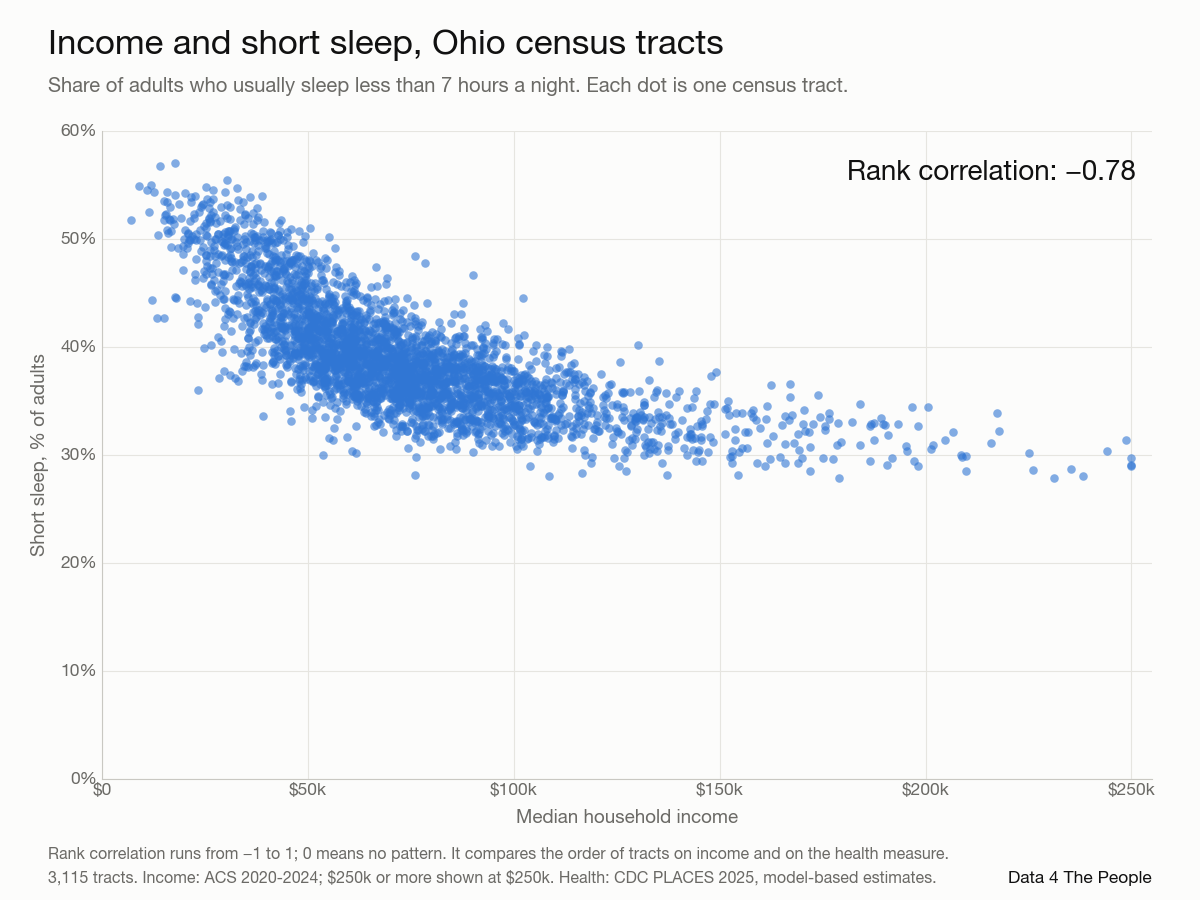 Income and short sleep, Ohio census tracts
Share of adults who usually sleep less than 7 hours a night. Each dot is one census tract.
60%
Rank correlation: −0.78
50%
40%
30%
20%
10%
0%
Short sleep, % of adults
$0
$50k
$100k
$150k
$200k
$250k
Median household income
Rank correlation runs from −1 to 1; 0 means no pattern. It compares the order of tracts on income and on the health measure.
3,115 tracts. Income: ACS 2020-2024; $250k or more shown at $250k. Health: CDC PLACES 2025, model-based estimates.
Data 4 The People